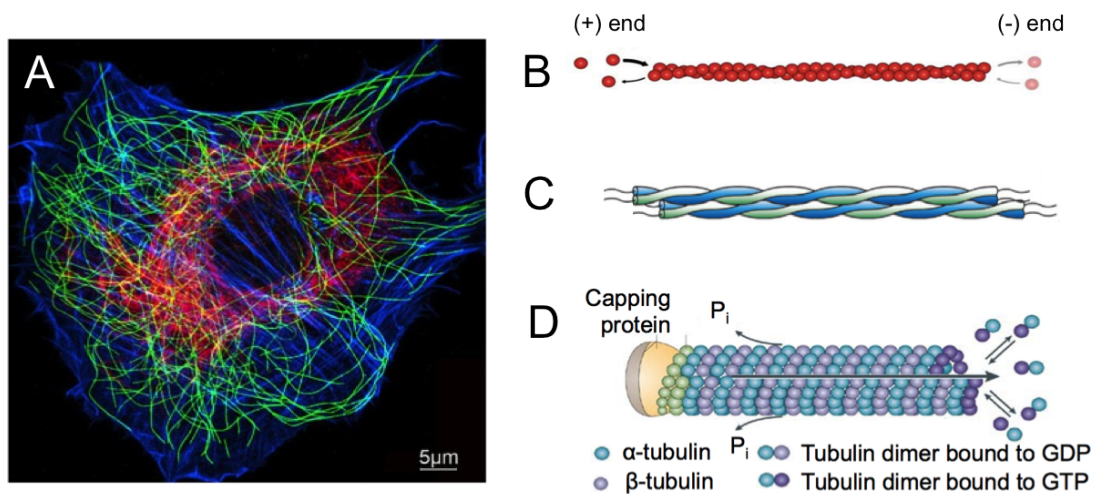 (+) end
(-) end
A
B
5μm
C
D
Capping
protein
Pi
Pi
α-tubulin
Tubulin dimer bound to GDP
β-tubulin
Tubulin dimer bound to GTP